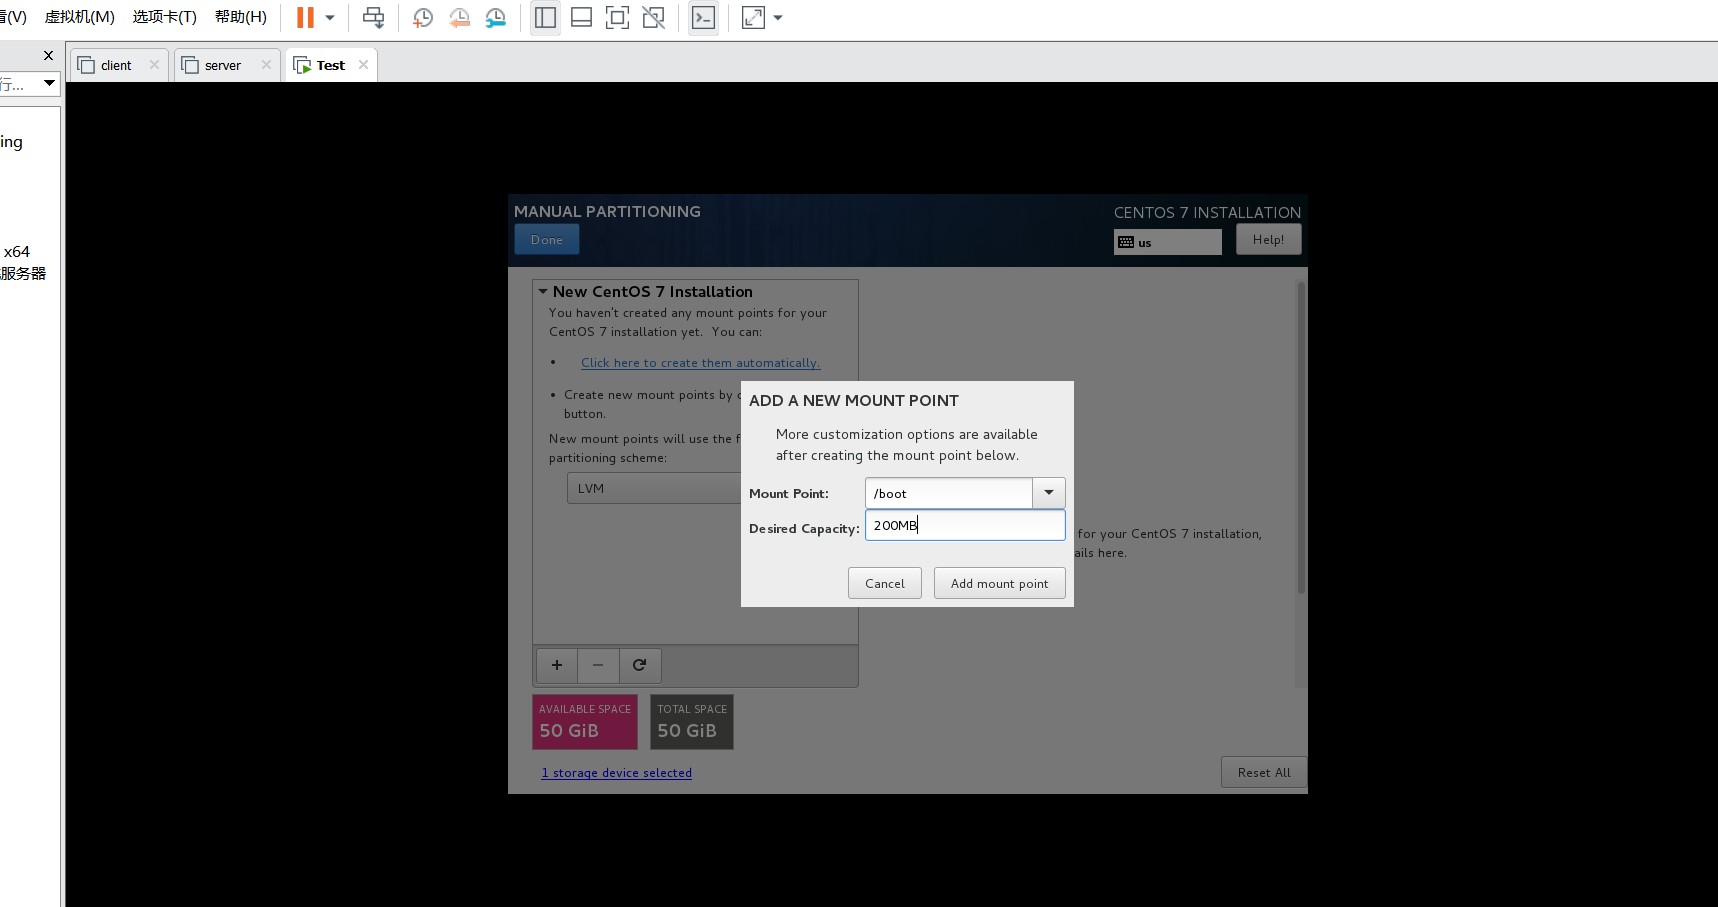 看(V) 虚拟机(M) 选项卡(T) 帮助(H)
client server Test
行...
ing
x64
服务器
MANUAL PARTITIONING
CENTOS 7 INSTALLATION
Done
us
Help!
New CentOS 7 Installation
You haven't created any mount points for your
CentOS 7 installation yet. You can:
• Click here to create them automatically.
• Create new mount points by
button.
New mount points will use the
partitioning scheme:
LVM
ADD A NEW MOUNT POINT
More customization options are available
after creating the mount point below.
Mount Point: /boot
Desired Capacity: 200MB
Cancel Add mount point
for your CentOS 7 installation,
ails here.
+ − 
AVAILABLE SPACE
50 GiB
TOTAL SPACE
50 GiB
1 storage device selected
Reset All